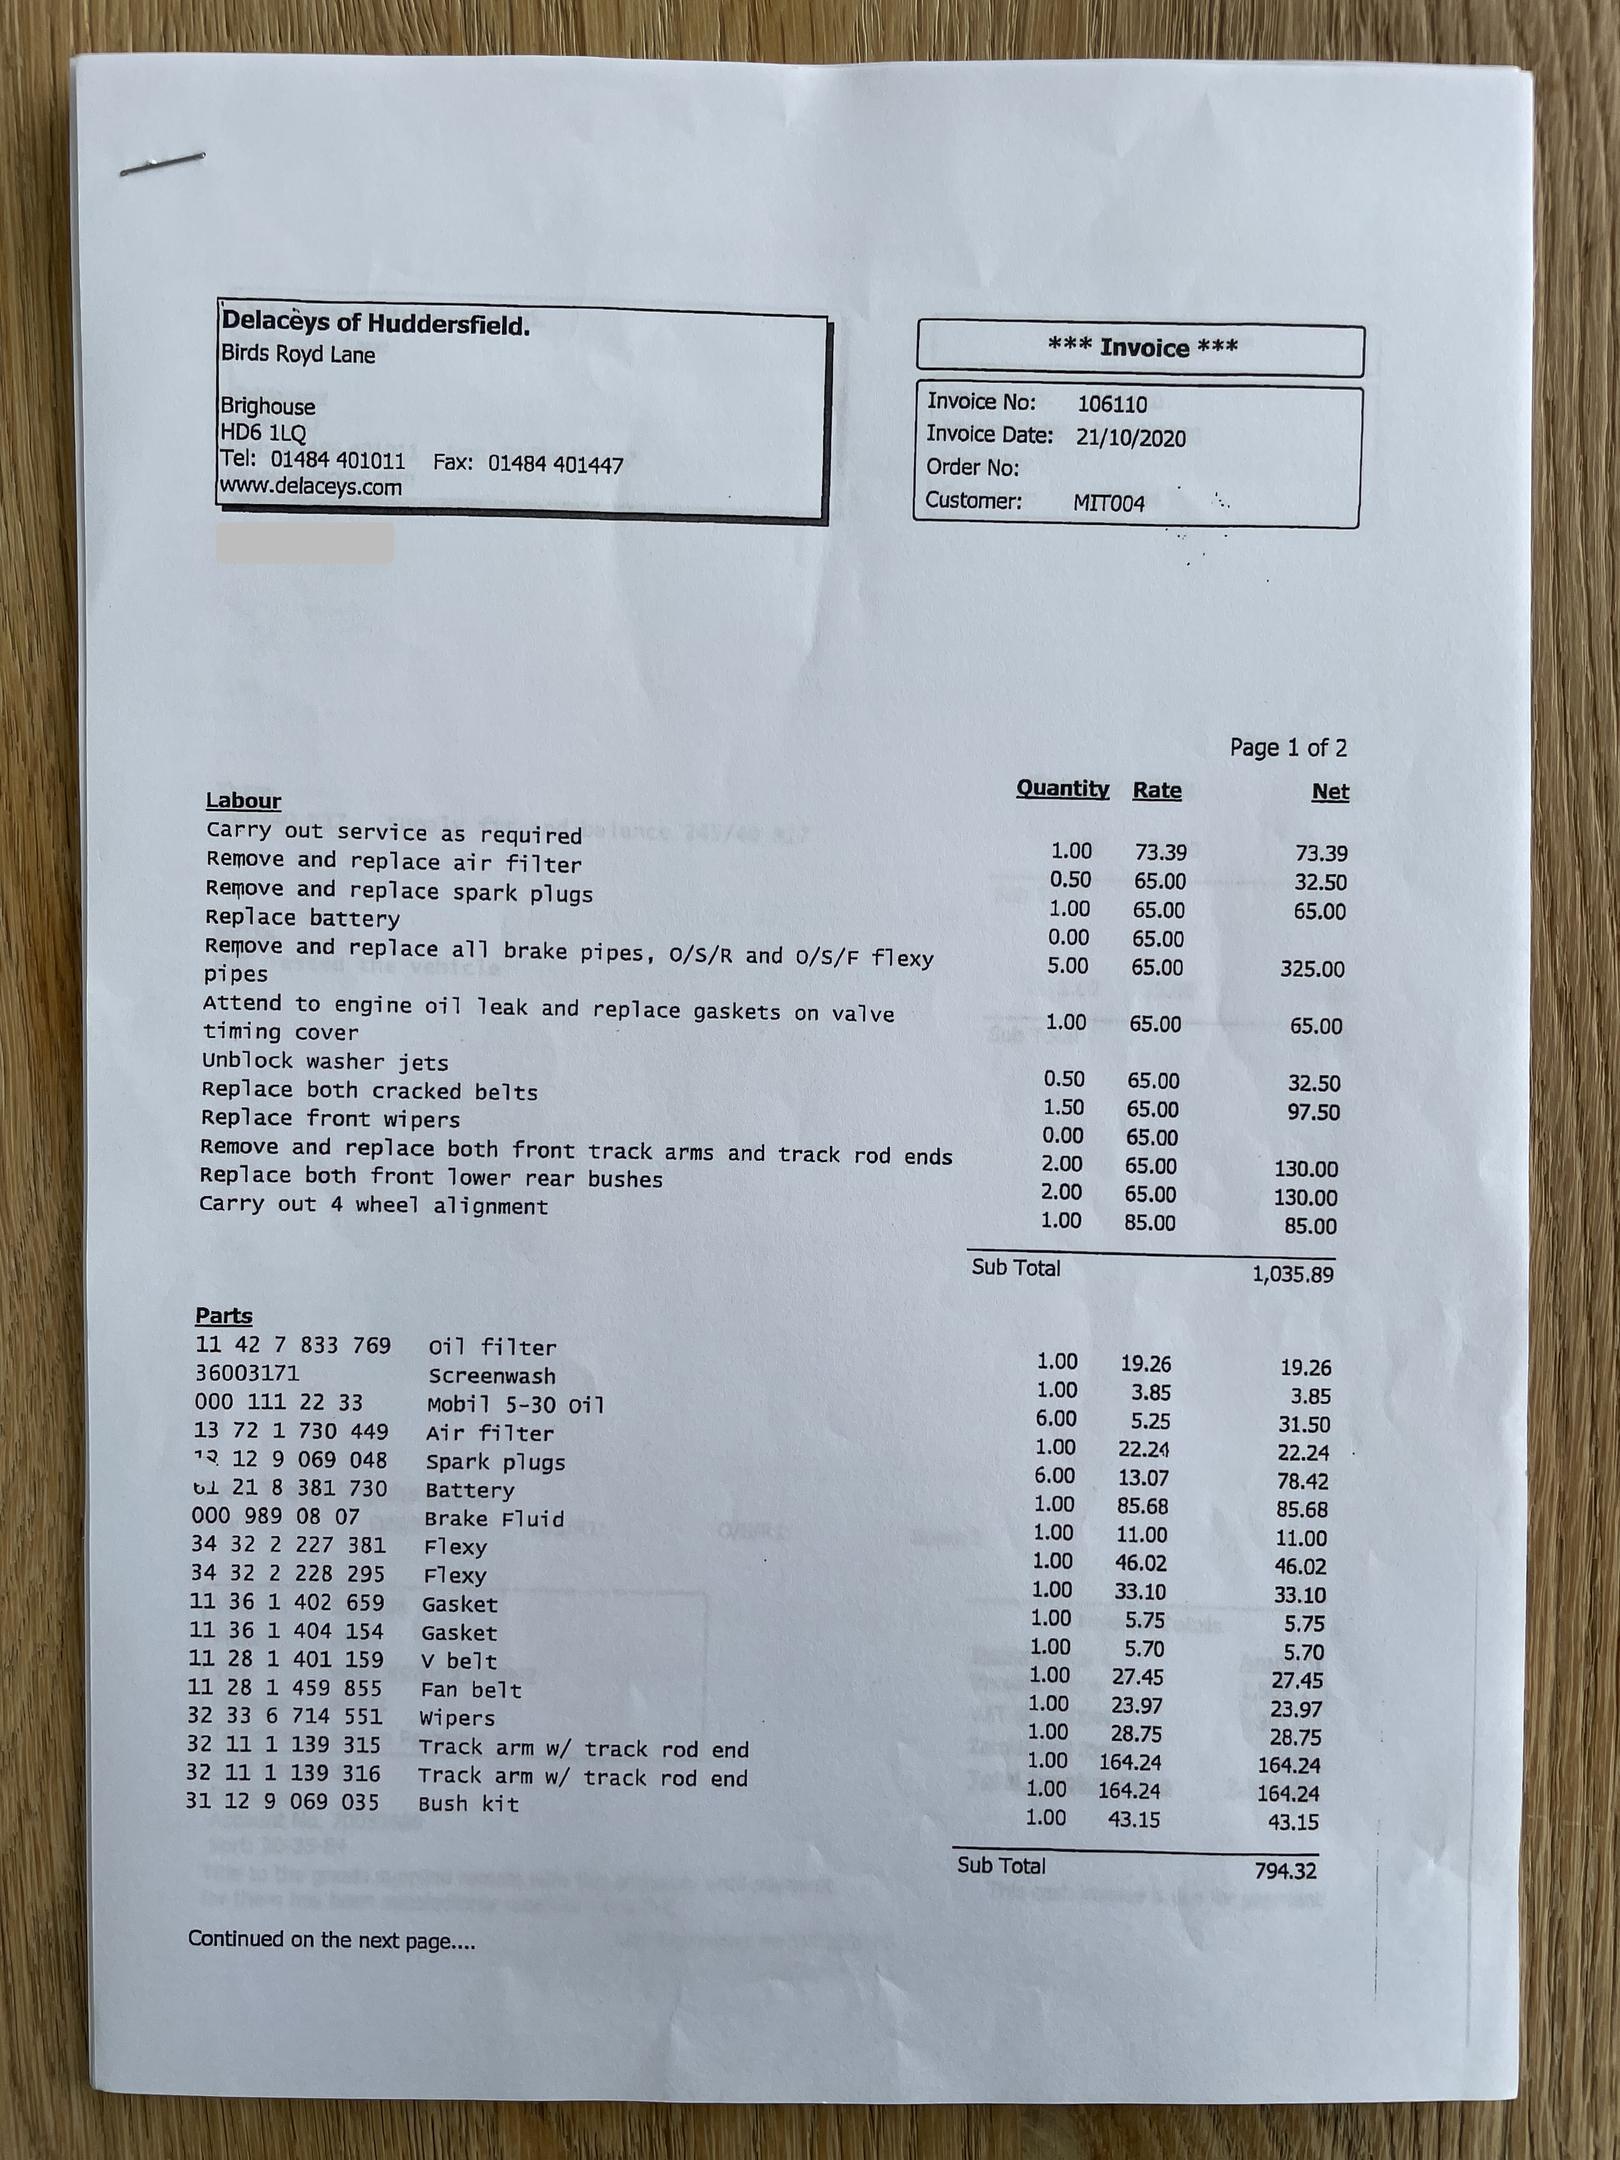 Delaceys of Huddersfield.
Birds Royd Lane
Brighouse
HD6 1LQ
Tel: 01484 401011 Fax: 01484 401447
www.delaceys.com
*** Invoice ***
Invoice No: 106110
Invoice Date: 21/10/2020
Order No:
Customer: MIT004
Page 1 of 2
Labour Quantity Rate Net
Carry out service as required 1.00 73.39 73.39
Remove and replace air filter 0.50 65.00 32.50
Remove and replace spark plugs 1.00 65.00 65.00
Replace battery 0.00 65.00
Remove and replace all brake pipes, O/S/R and O/S/F flexy 5.00 65.00 325.00
pipes
Attend to engine oil leak and replace gaskets on valve 1.00 65.00 65.00
timing cover
Unblock washer jets 0.50 65.00 32.50
Replace both cracked belts 1.50 65.00 97.50
Replace front wipers 0.00 65.00
Remove and replace both front track arms and track rod ends 2.00 65.00 130.00
Replace both front lower rear bushes 2.00 65.00 130.00
Carry out 4 wheel alignment 1.00 85.00 85.00
Sub Total 1,035.89
Parts
11 42 7 833 769 Oil filter 1.00 19.26 19.26
36003171 Screenwash 1.00 3.85 3.85
000 111 22 33 Mobil 5-30 Oil 6.00 5.25 31.50
13 72 1 730 449 Air filter 1.00 22.24 22.24
12 9 069 048 Spark plugs 6.00 13.07 78.42
61 21 8 381 730 Battery 1.00 85.68 85.68
000 989 08 07 Brake Fluid 1.00 11.00 11.00
34 32 2 227 381 Flexy 1.00 46.02 46.02
34 32 2 228 295 Flexy 1.00 33.10 33.10
11 36 1 402 659 Gasket 1.00 5.75 5.75
11 36 1 404 154 Gasket 1.00 5.70 5.70
11 28 1 401 159 V belt 1.00 27.45 27.45
11 28 1 459 855 Fan belt 1.00 23.97 23.97
32 33 6 714 551 Wipers 1.00 28.75 28.75
32 11 1 139 315 Track arm w/ track rod end 1.00 164.24 164.24
32 11 1 139 316 Track arm w/ track rod end 1.00 164.24 164.24
31 12 9 069 035 Bush kit 1.00 43.15 43.15
Sub Total 794.32
Continued on the next page....